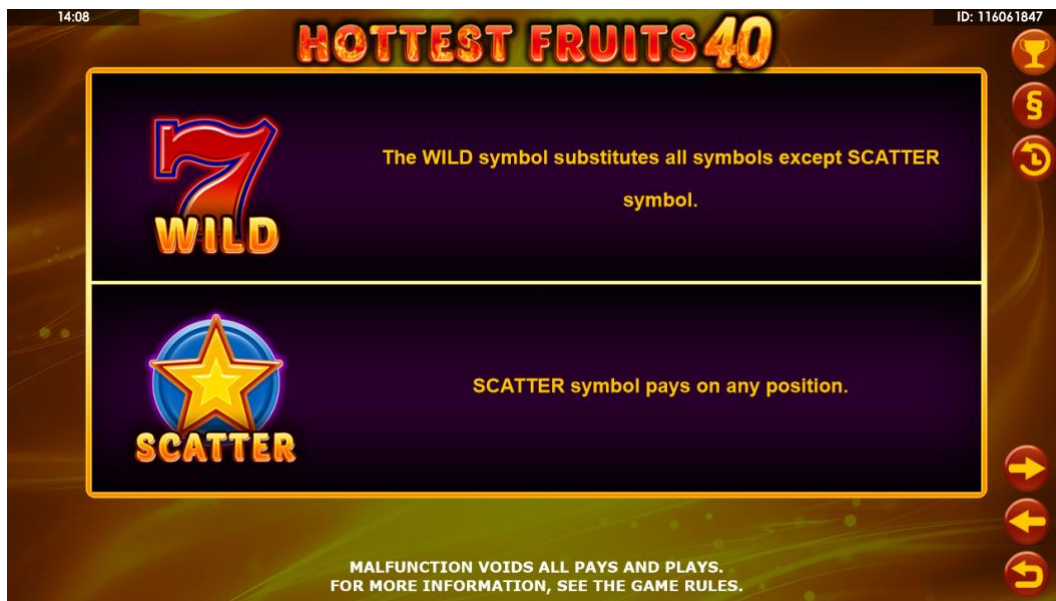 14:08
ID: 116061847
HOTTEST FRUITS 40
7
WILD
The WILD symbol substitutes all symbols except SCATTER
symbol.
SCATTER
SCATTER symbol pays on any position.
MALFUNCTION VOIDS ALL PAYS AND PLAYS.
FOR MORE INFORMATION, SEE THE GAME RULES.
§